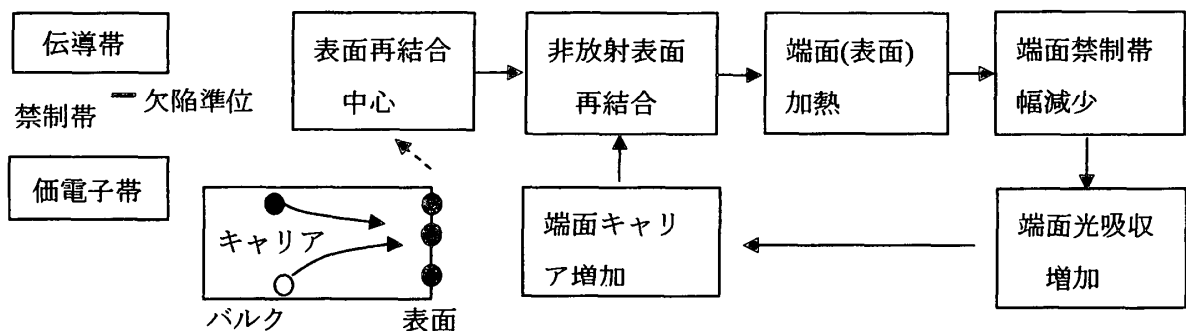 伝導帯
欠陥準位
禁制帯
価電子帯
表面再結合
中心
非放射表面
再結合
端面(表面)
加熱
端面禁制帯
幅減少
端面光吸収
増加
端面キャリ
ア増加
キャリア
バルク
表面